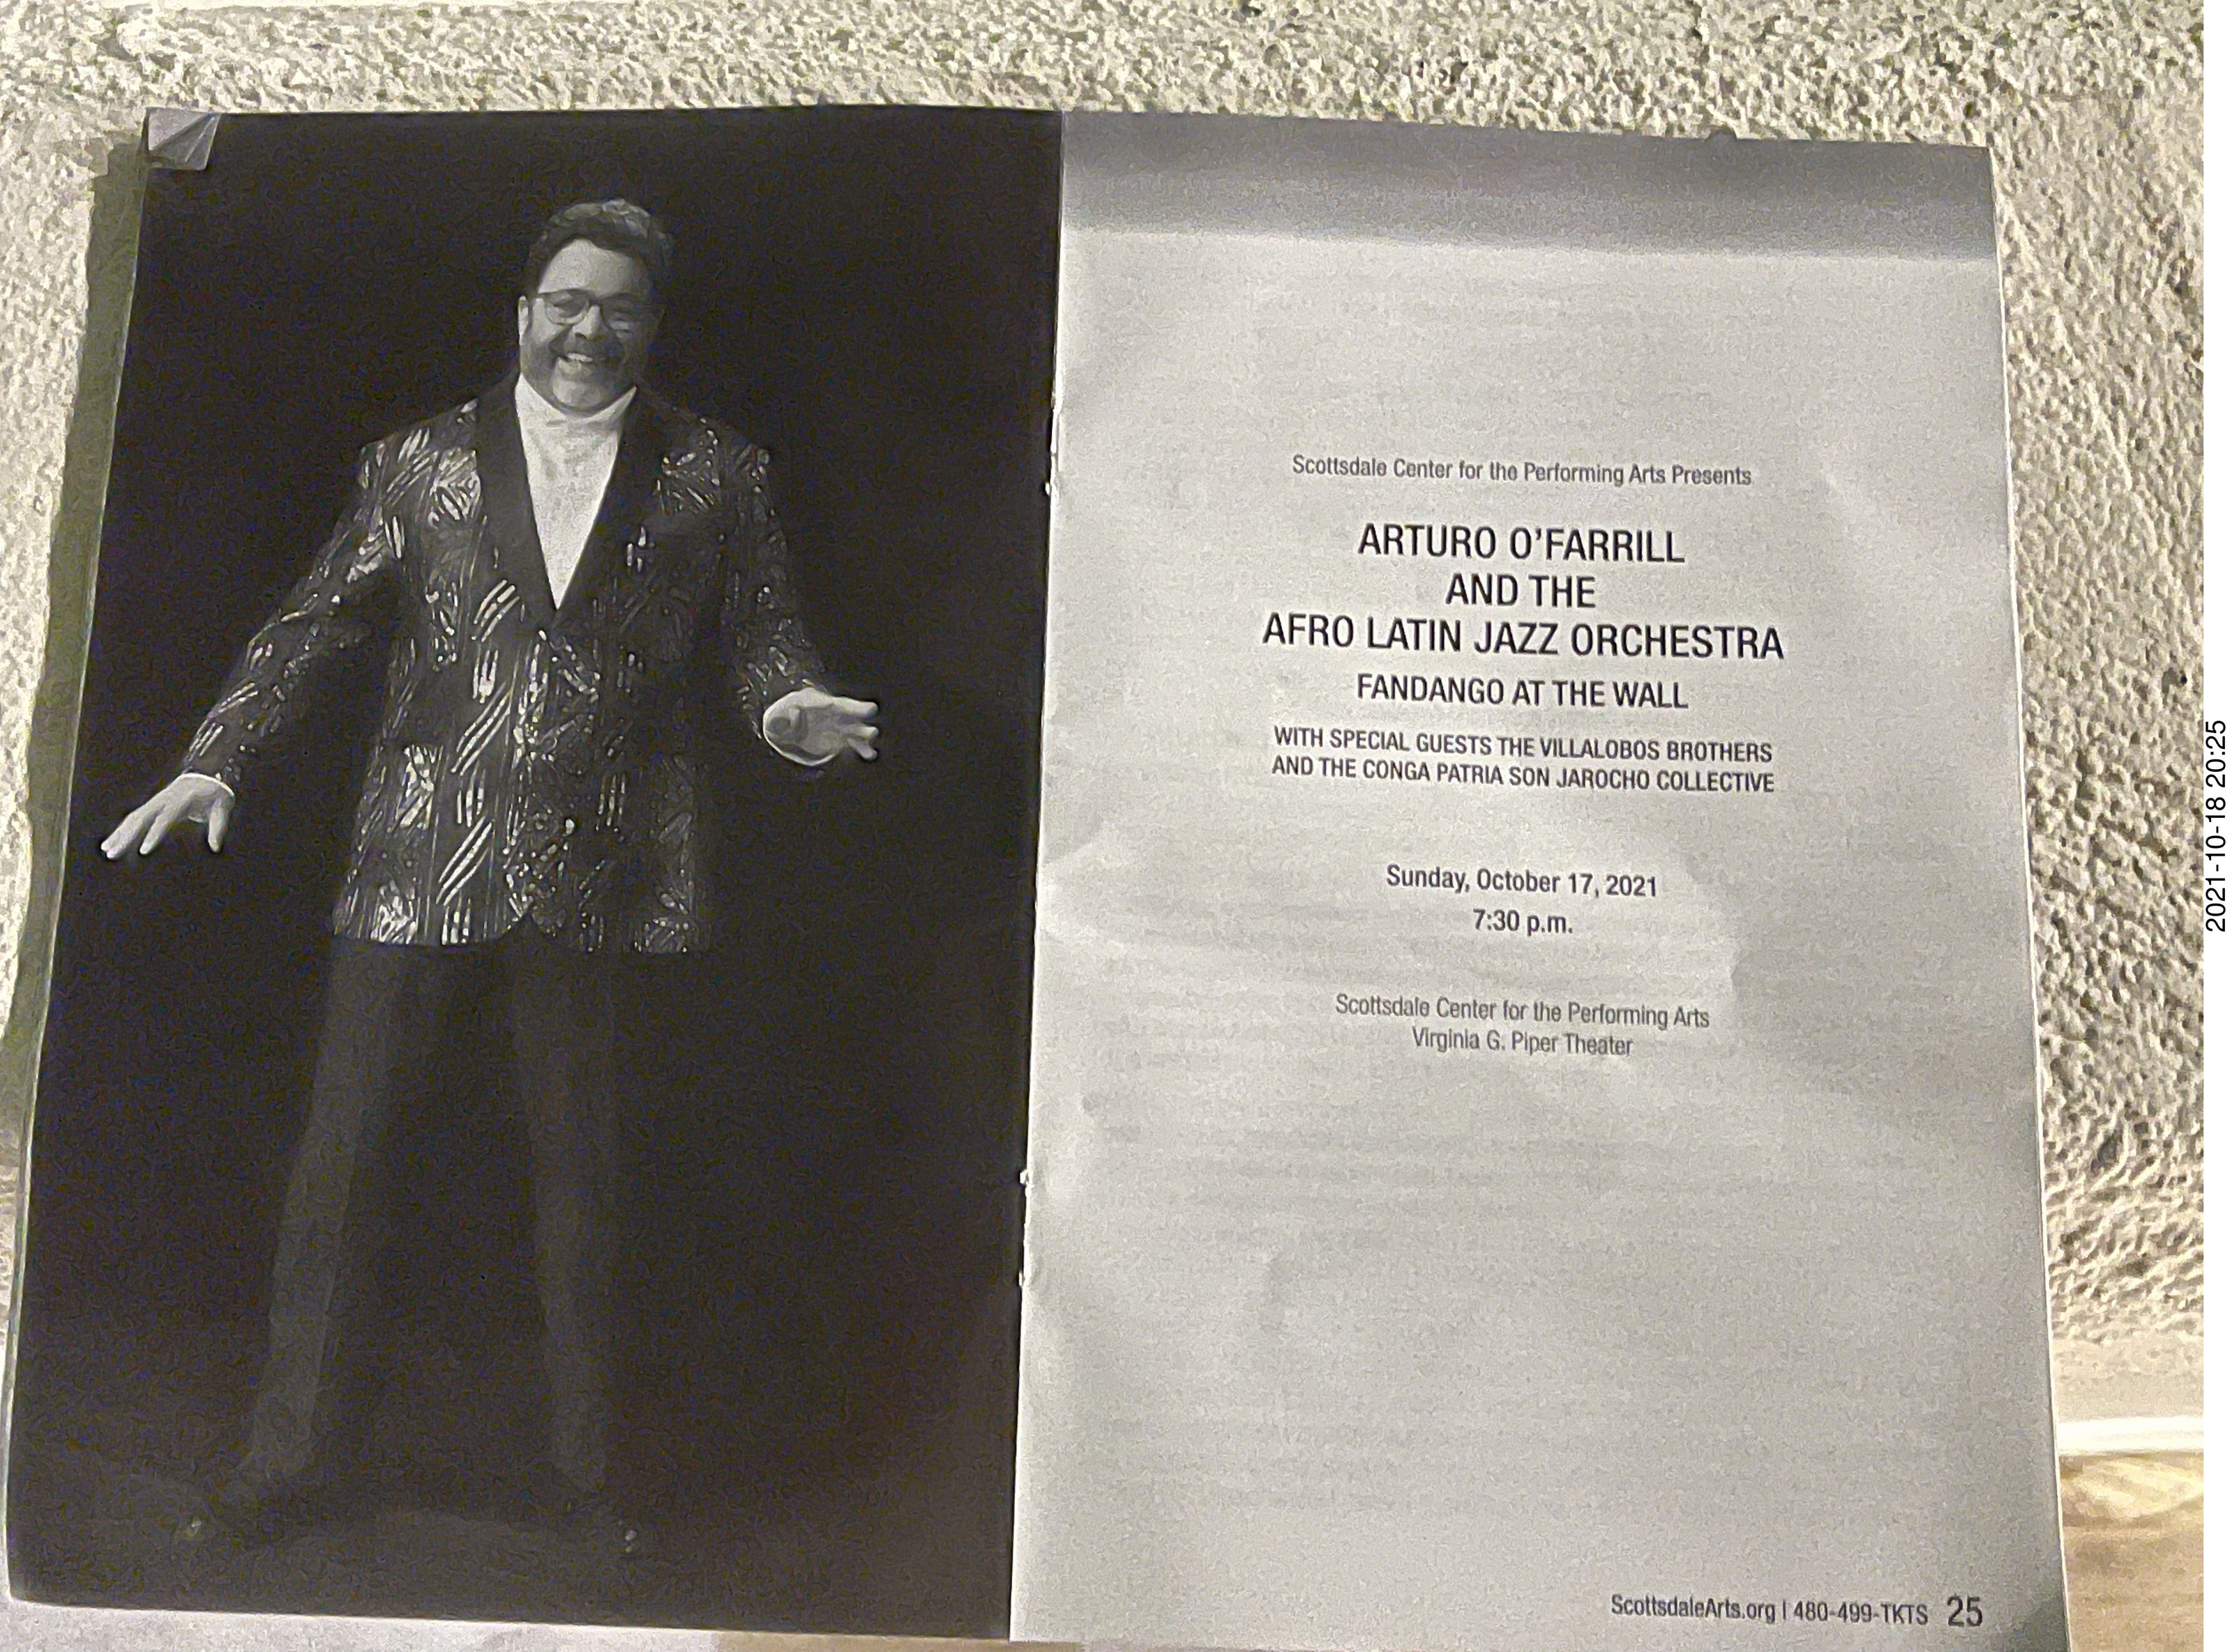 Scottsdale Center for the Performing Arts Presents
ARTURO O'FARRILL
AND THE
AFRO LATIN JAZZ ORCHESTRA
FANDANGO AT THE WALL
WITH SPECIAL GUESTS THE VILLALOBOS BROTHERS
AND THE CONGA PATRIA SON JAROCHO COLLECTIVE
Sunday, October 17, 2021
7:30 p.m.
Scottsdale Center for the Performing Arts
Virginia G. Piper Theater
ScottsdaleArts.org | 480-499-TKTS 25
2021-10-18 20:25